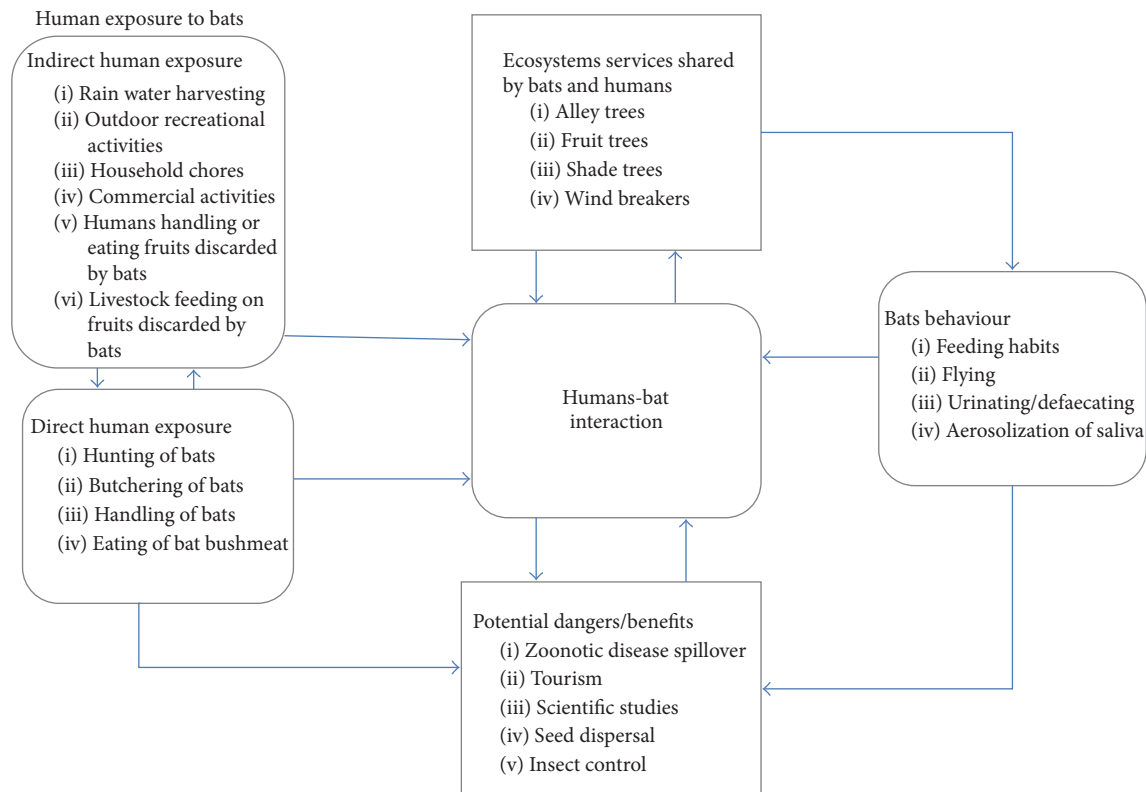 Human exposure to bats
Indirect human exposure
(i) Rain water harvesting
(ii) Outdoor recreational
activities
(iii) Household chores
(iv) Commercial activities
(v) Humans handling or
eating fruits discarded
by bats
(vi) Livestock feeding on
fruits discarded by
bats
Direct human exposure
(i) Hunting of bats
(ii) Butchering of bats
(iii) Handling of bats
(iv) Eating of bat bushmeat
Ecosystems services shared
by bats and humans
(i) Alley trees
(ii) Fruit trees
(iii) Shade trees
(iv) Wind breakers
Humans-bat
interaction
Potential dangers/benefits
(i) Zoonotic disease spillover
(ii) Tourism
(iii) Scientific studies
(iv) Seed dispersal
(v) Insect control
Bats behaviour
(i) Feeding habits
(ii) Flying
(iii) Urinating/defaecating
(iv) Aerosolization of saliva